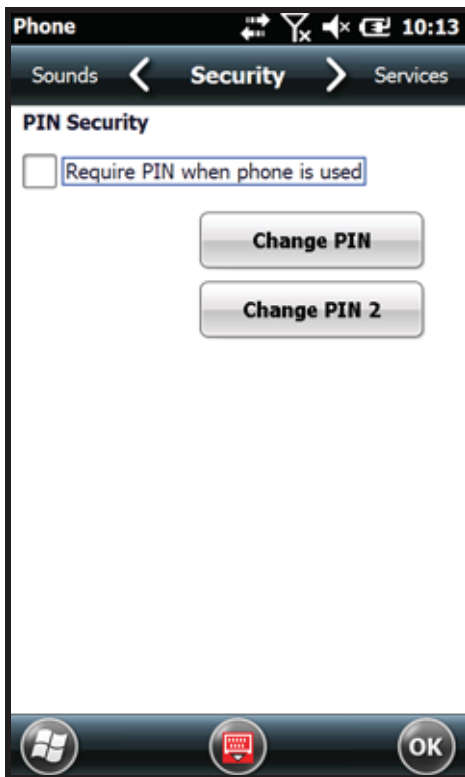 Phone 10:13
Sounds Security Services
PIN Security
Require PIN when phone is used
Change PIN
Change PIN 2
OK